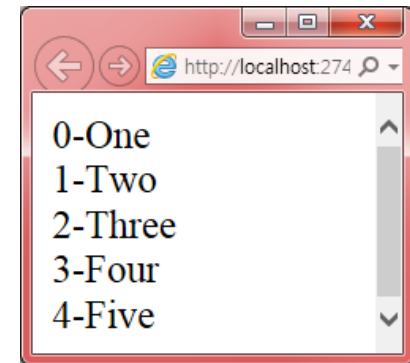 http://localhost:274
0-One
1-Two
2-Three
3-Four
4-Five